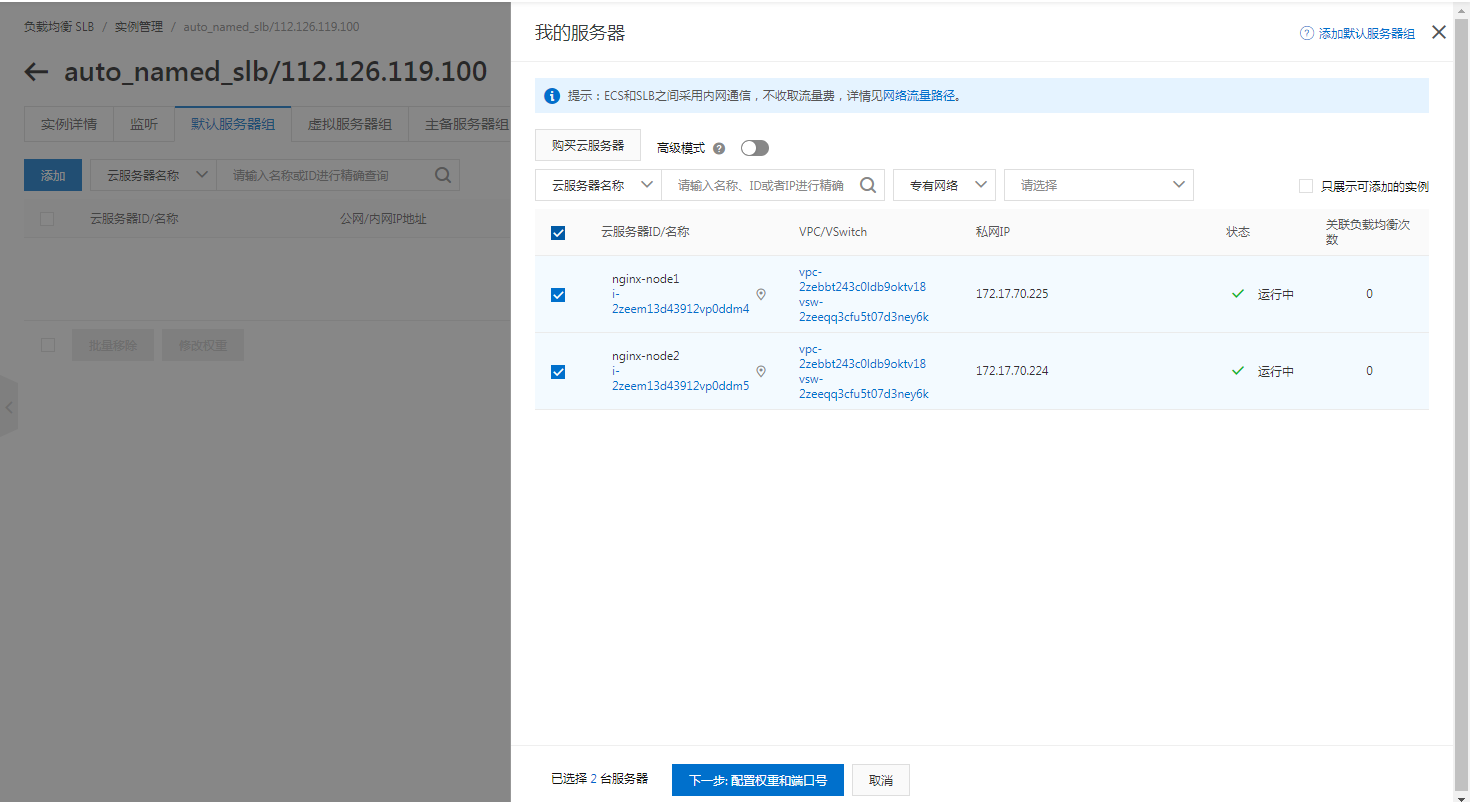 负载均衡 SLB / 实例管理 / auto_named_slb/112.126.119.100
auto_named_slb/112.126.119.100
实例详情 监听 默认服务器组 虚拟服务器组 主备服务器组
添加 云服务器名称 请输入名称或ID进行精确查询
云服务器ID/名称 公网/内网IP地址
批量移除 修改权重
我的服务器
添加默认服务器组
提示：ECS和SLB之间采用内网通信，不收取流量费，详情见网络流量路径。
购买云服务器 高级模式
云服务器名称 请输入名称、ID或者IP进行精确 专有网络 请选择 只展示可添加的实例
云服务器ID/名称 VPC/VSwitch 私网IP 状态 关联负载均衡次
数
nginx-node1
i-
2zeem13d43912vp0ddm4
vpc-
2zebbt243c0ldb9oktv18
vsw-
2zeeqq3cfu5t07d3ney6k
172.17.70.225
运行中
0
nginx-node2
i-
2zeem13d43912vp0ddm5
vpc-
2zebbt243c0ldb9oktv18
vsw-
2zeeqq3cfu5t07d3ney6k
172.17.70.224
运行中
0
已选择 2 台服务器 下一步: 配置权重和端口号 取消